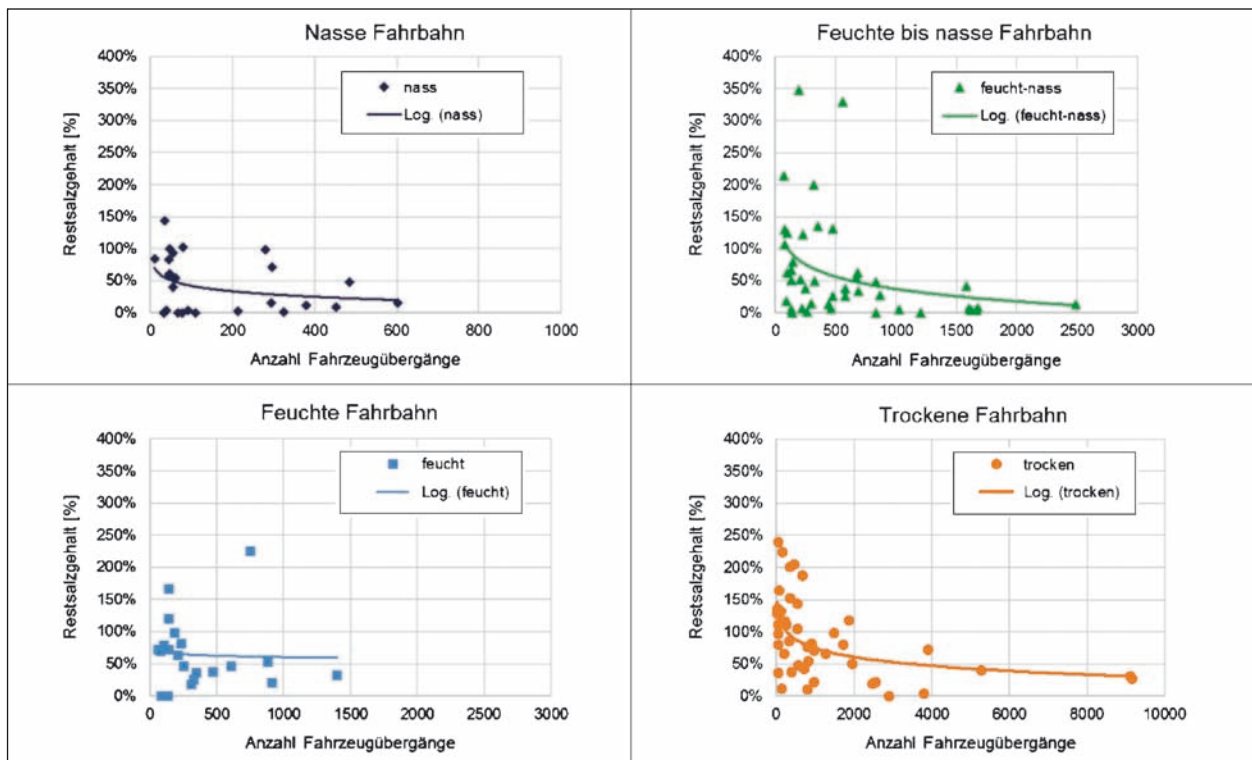 Nasse Fahrbahn
400%
350%
300%
250%
200%
150%
100%
50%
0%
Restsalzgehalt [%]
nass
Log. (nass)
0 200 400 600 800 1000
Anzahl Fahrzeugübergänge
Feuchte bis nasse Fahrbahn
400%
350%
300%
250%
200%
150%
100%
50%
0%
Restsalzgehalt [%]
feucht-nass
Log. (feucht-nass)
0 500 1000 1500 2000 2500 3000
Anzahl Fahrzeugübergänge
Feuchte Fahrbahn
400%
350%
300%
250%
200%
150%
100%
50%
0%
Restsalzgehalt [%]
feucht
Log. (feucht)
0 500 1000 1500 2000 2500 3000
Anzahl Fahrzeugübergänge
Trockene Fahrbahn
400%
350%
300%
250%
200%
150%
100%
50%
0%
Restsalzgehalt [%]
trocken
Log. (trocken)
0 2000 4000 6000 8000 10000
Anzahl Fahrzeugübergänge